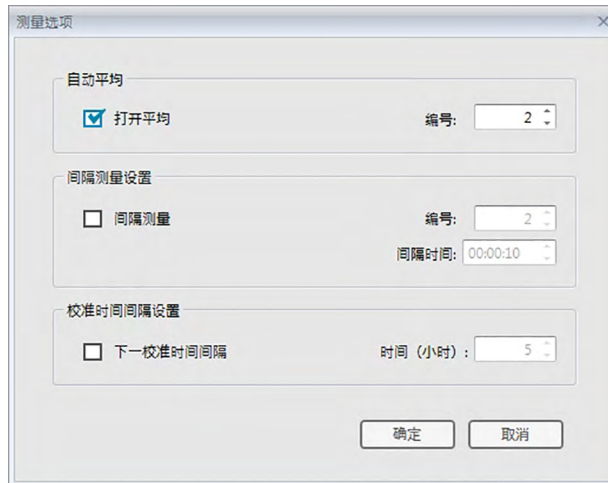 测量选项
自动平均
打开平均 编号: 2
间隔测量设置
间隔测量 编号: 2
间隔时间: 00:00:10
校准时间间隔设置
下一校准时间间隔 时间（小时）: 5
确定 取消